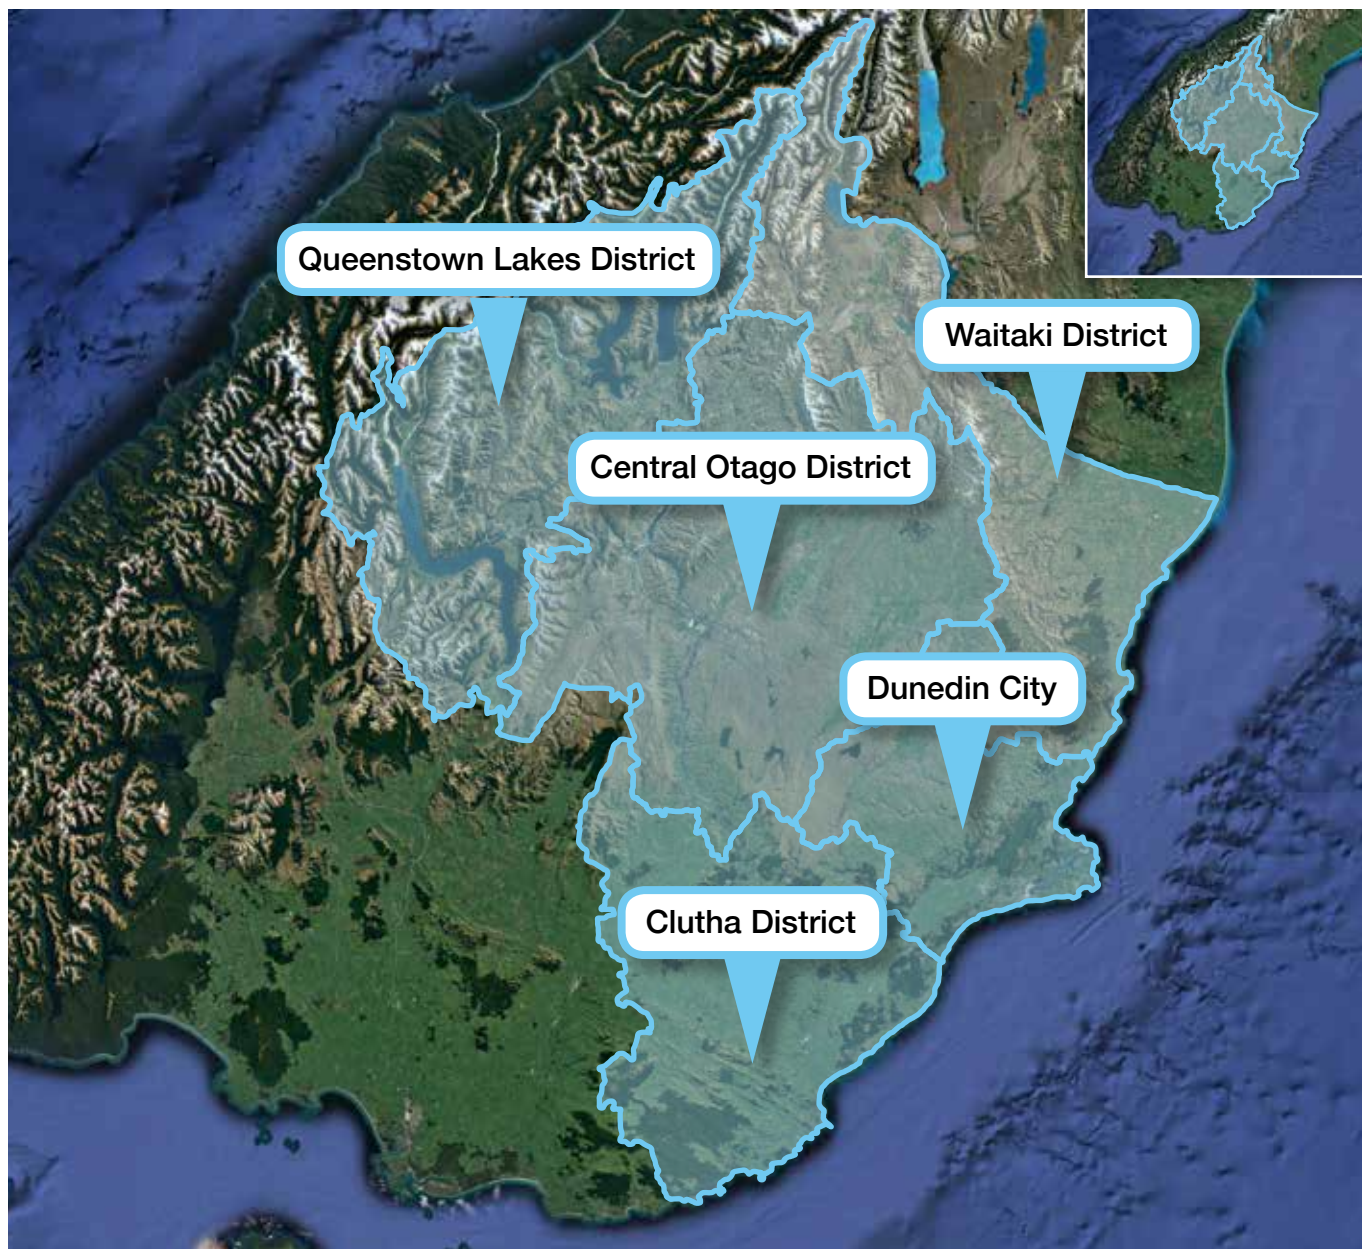 Queenstown Lakes District
Waitaki District
Central Otago District
Dunedin City
Clutha District